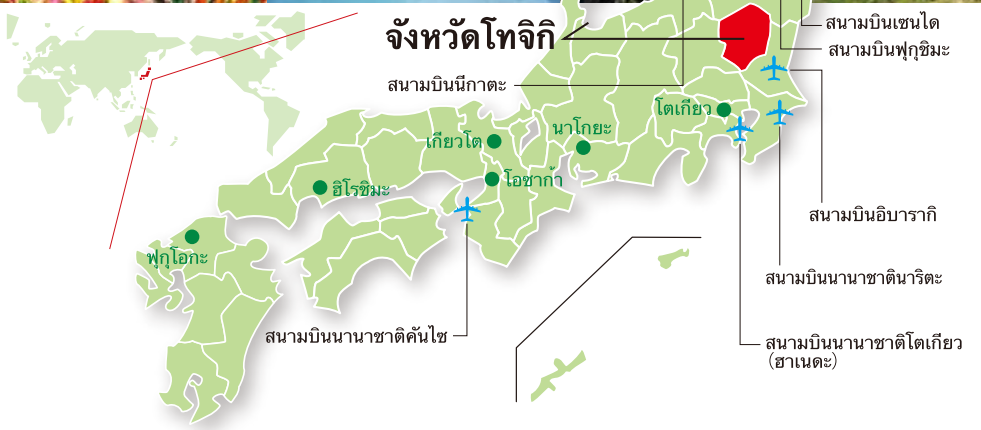 จังหวัดโทจิกิ
สนามบินเซนได
สนามบินฟุกุชิมะ
สนามบินนีกาตะ
โตเกียว
นาโกยะ
เกียวโต
โอซาก้า
ฮิโรชิมะ
ฟุกุโอกะ
สนามบินอิบารากิ
สนามบินนานาชาตินาริตะ
สนามบินนานาชาติคันไซ
สนามบินนานาชาติโตเกียว
(ฮาเนดะ)